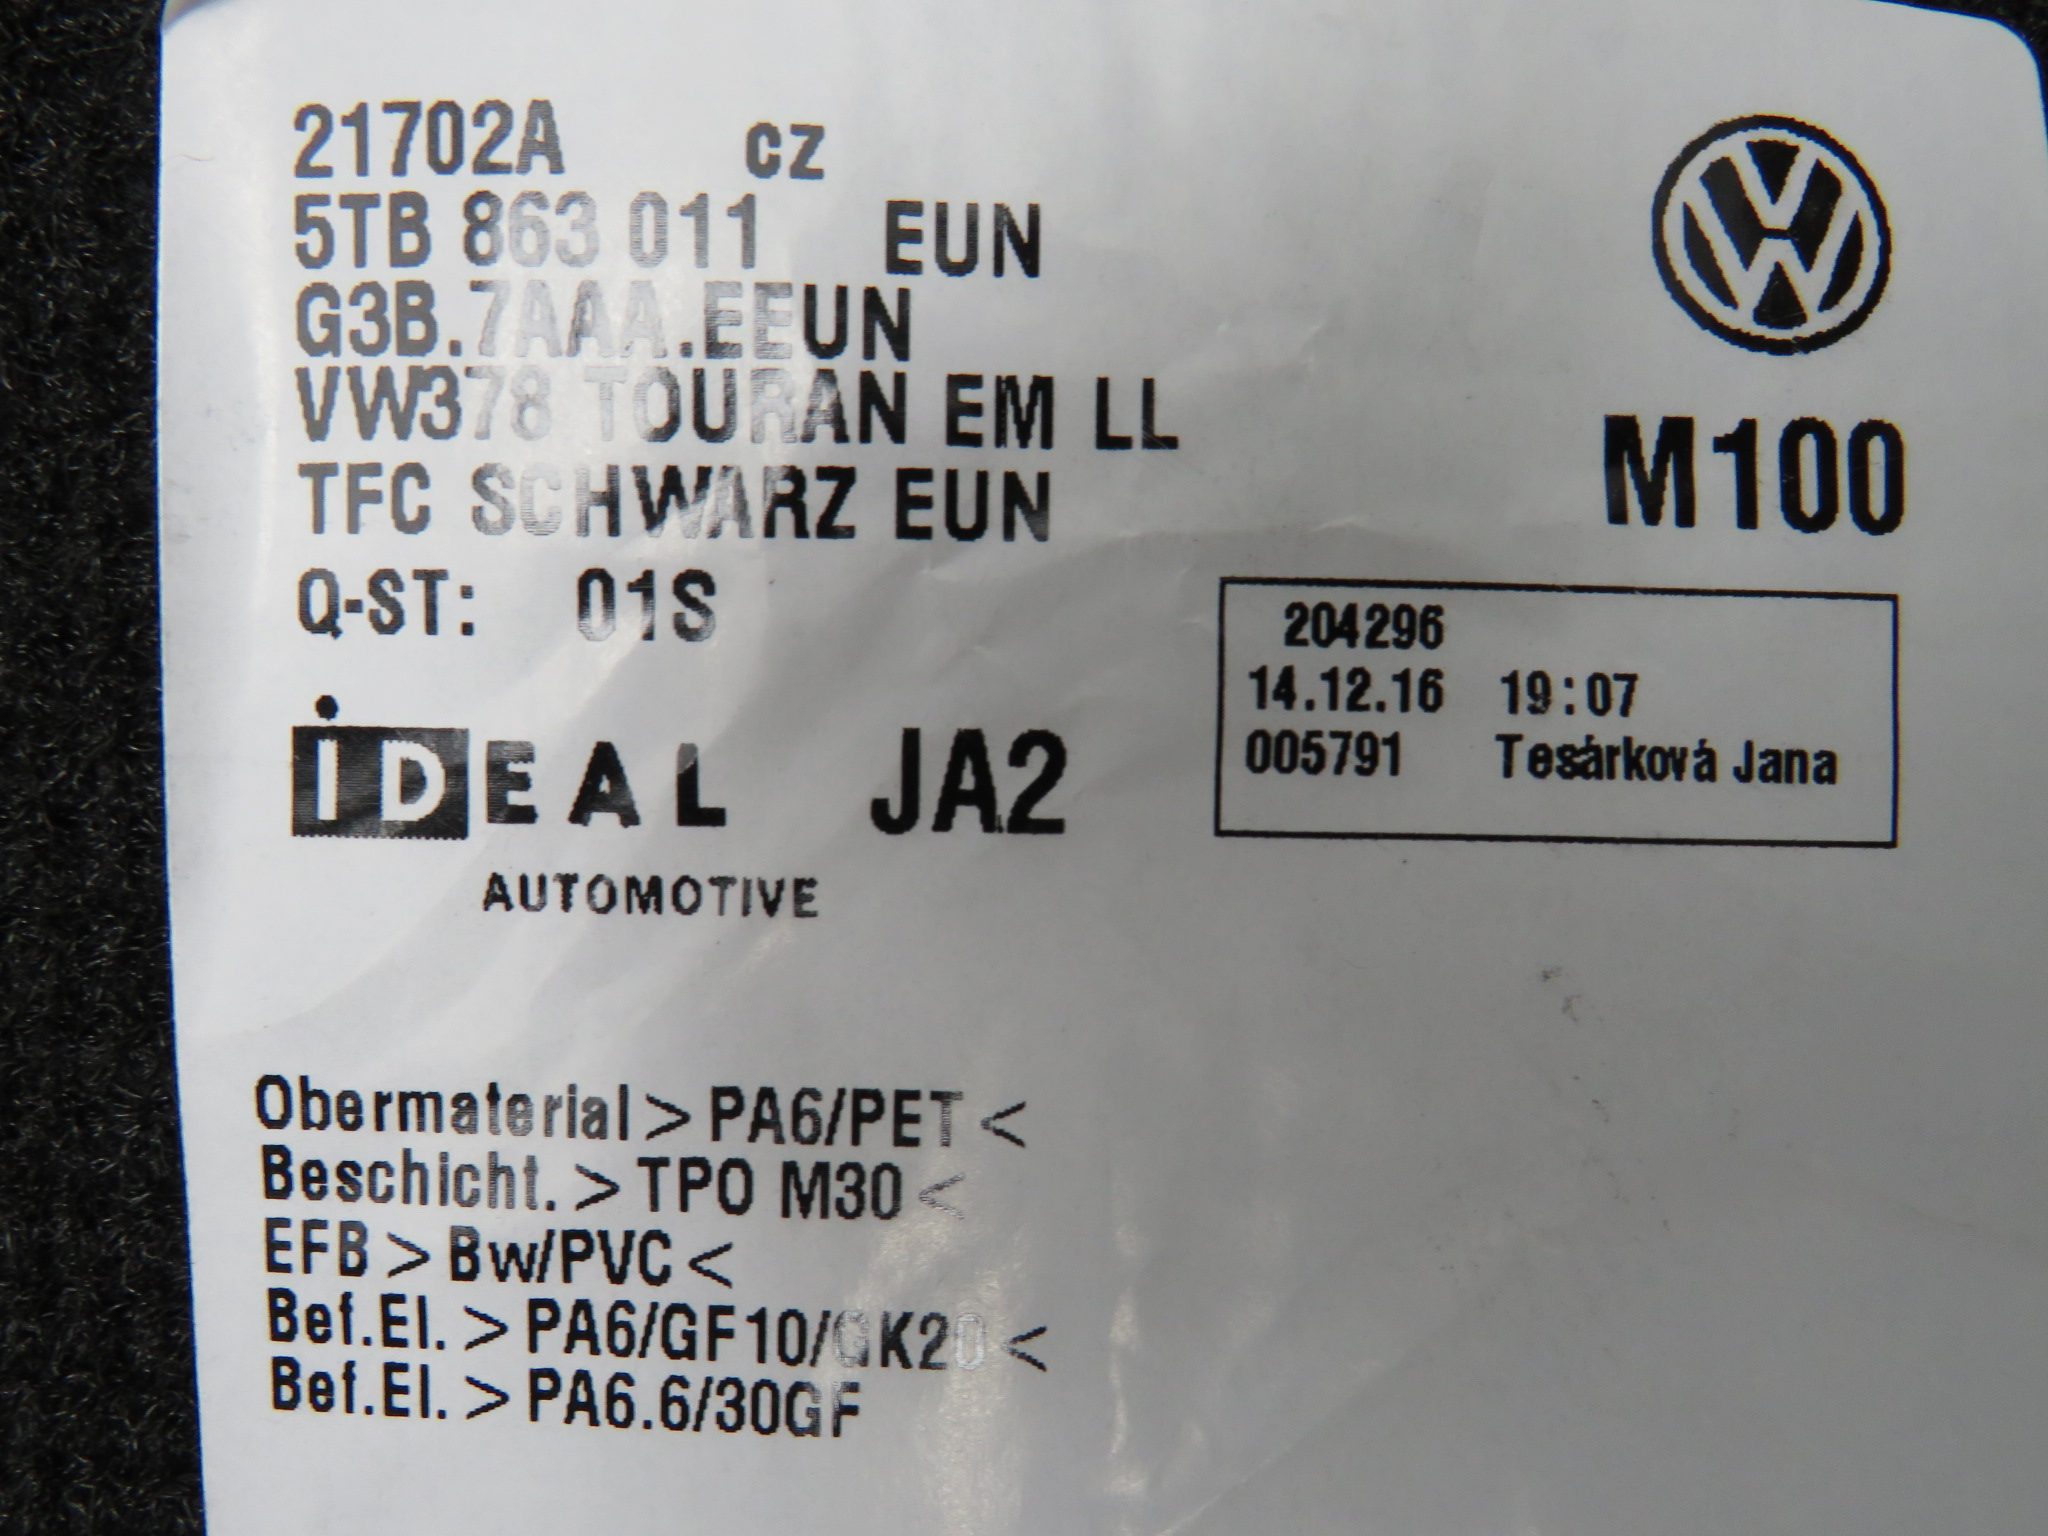 21702A CZ
5TB 863 011 EUN
G3B.7AAA.EEUN
VW378 TOURAN EM LL
TFC SCHWARZ EUN
Q-ST: 01S
M100
204296
14.12.16 19:07
005791 Tesárková Jana
iDEAL JA2
AUTOMOTIVE
Obermaterial > PA6/PET <
Beschicht. > TPO M30 <
EFB > Bw/PVC <
Bef.El. > PA6/GF10/GK20 <
Bef.El. > PA6.6/30GF